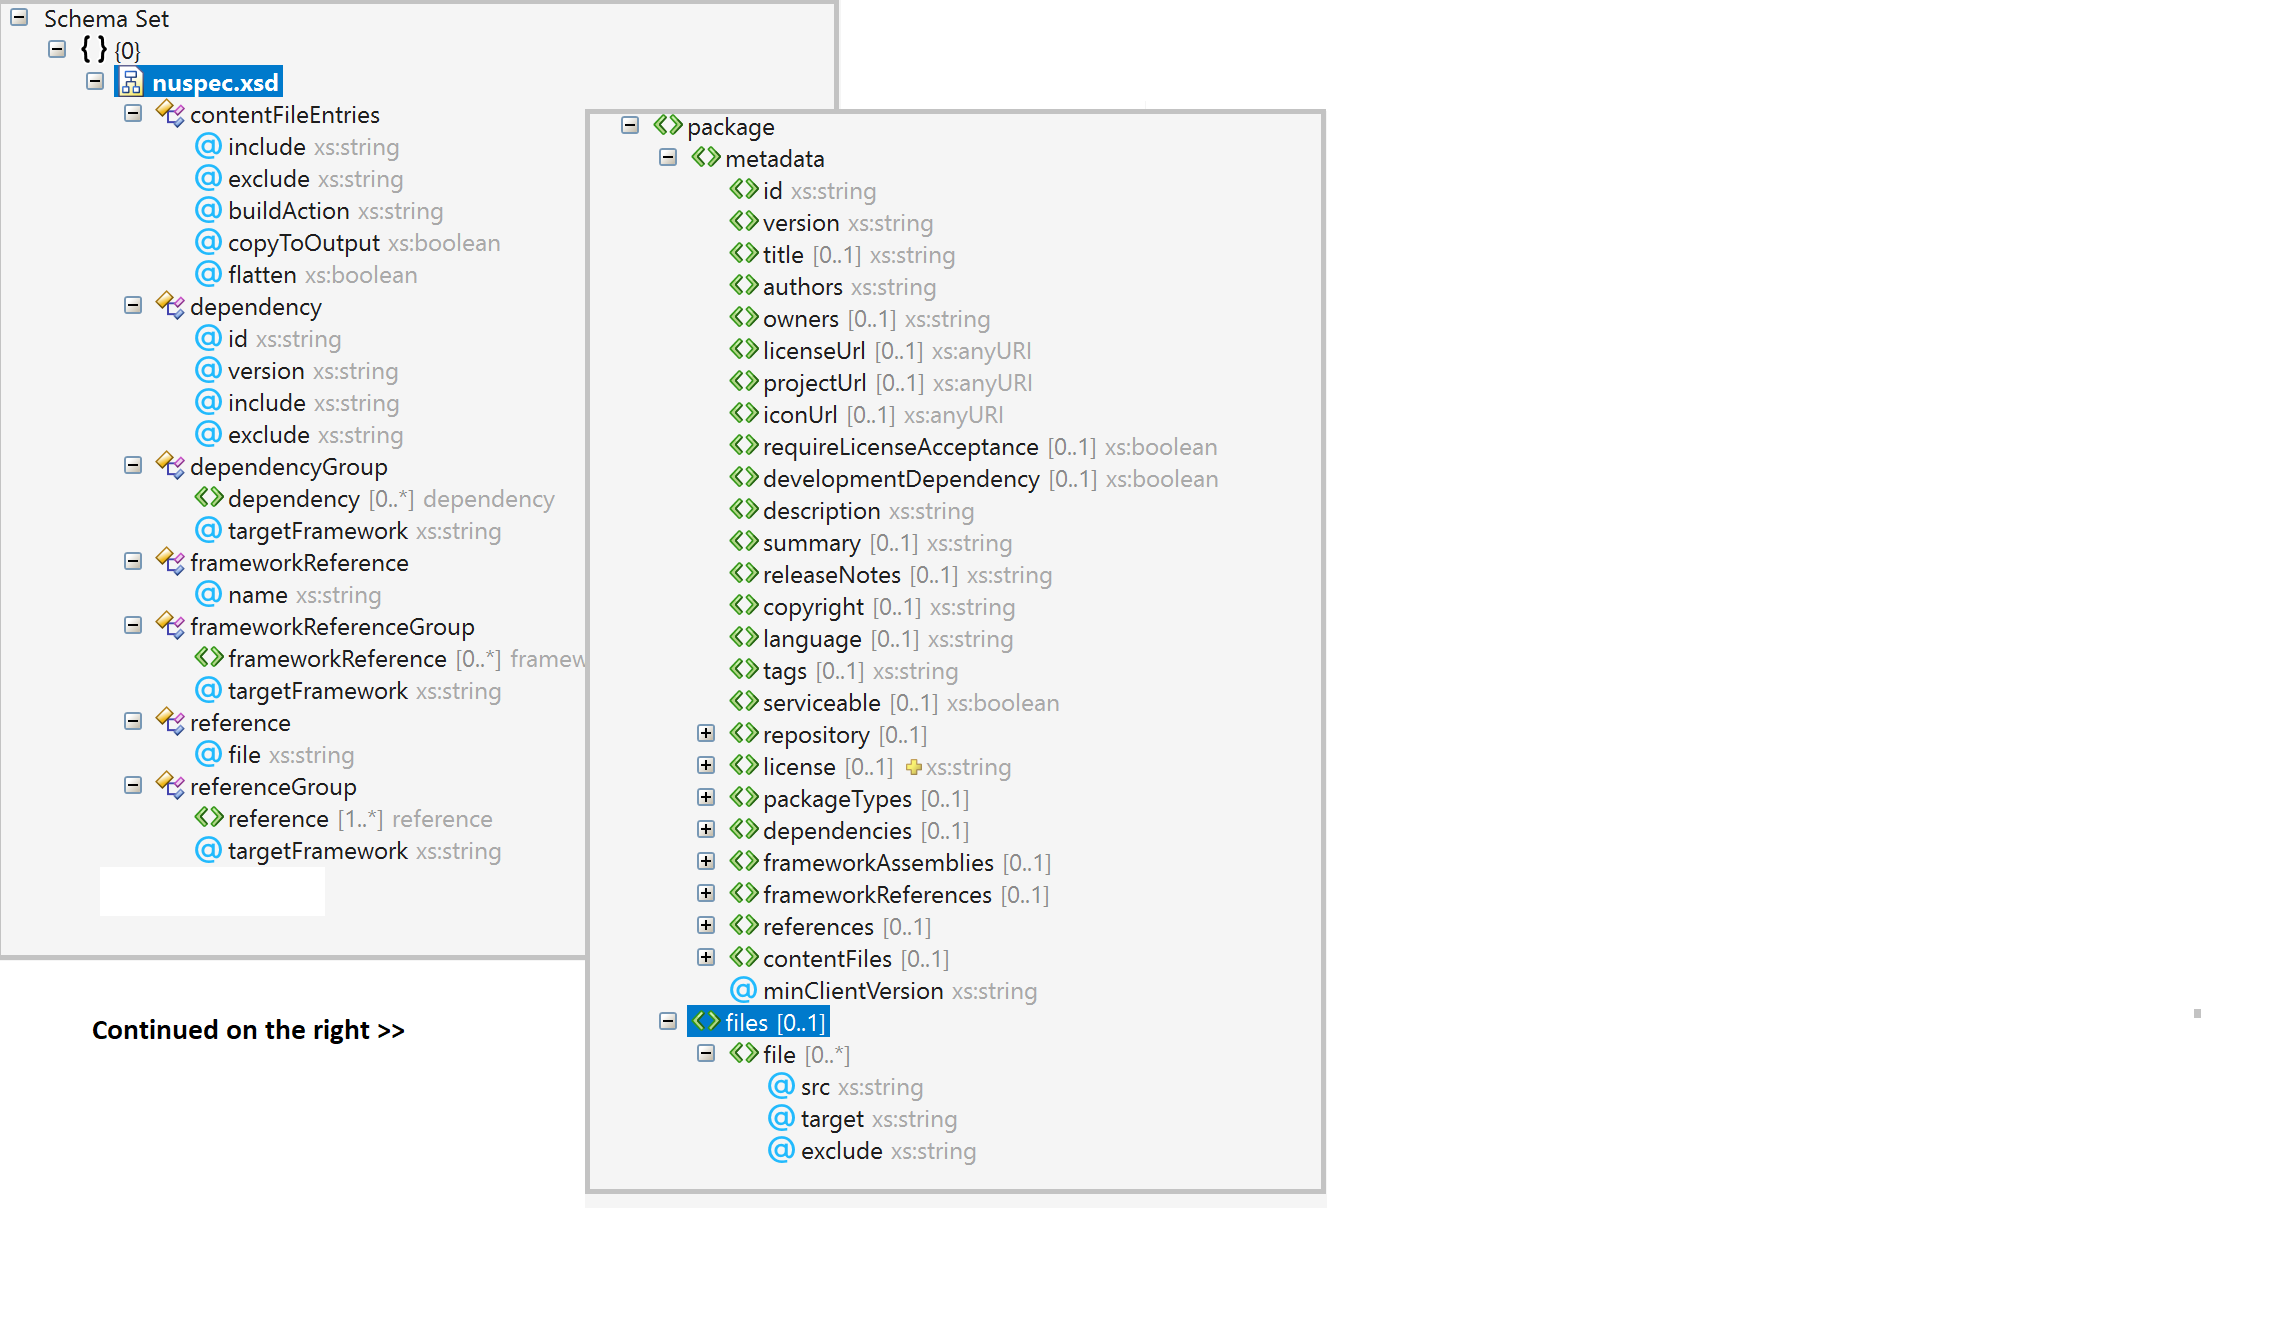 Schema Set
{ } {0}
nuspec.xsd
contentFileEntries
@ include xs:string
@ exclude xs:string
@ buildAction xs:string
@ copyToOutput xs:boolean
@ flatten xs:boolean
dependency
@ id xs:string
@ version xs:string
@ include xs:string
@ exclude xs:string
dependencyGroup
dependency [0..*] dependency
@ targetFramework xs:string
frameworkReference
@ name xs:string
frameworkReferenceGroup
frameworkReference [0..*] framew
@ targetFramework xs:string
reference
@ file xs:string
referenceGroup
reference [1..*] reference
@ targetFramework xs:string
Continued on the right >>
package
metadata
id xs:string
version xs:string
title [0..1] xs:string
authors xs:string
owners [0..1] xs:string
licenseUrl [0..1] xs:anyURI
projectUrl [0..1] xs:anyURI
iconUrl [0..1] xs:anyURI
requireLicenseAcceptance [0..1] xs:boolean
developmentDependency [0..1] xs:boolean
description xs:string
summary [0..1] xs:string
releaseNotes [0..1] xs:string
copyright [0..1] xs:string
language [0..1] xs:string
tags [0..1] xs:string
serviceable [0..1] xs:boolean
repository [0..1]
license [0..1] xs:string
packageTypes [0..1]
dependencies [0..1]
frameworkAssemblies [0..1]
frameworkReferences [0..1]
references [0..1]
contentFiles [0..1]
@ minClientVersion xs:string
files [0..1]
file [0..*]
@ src xs:string
@ target xs:string
@ exclude xs:string